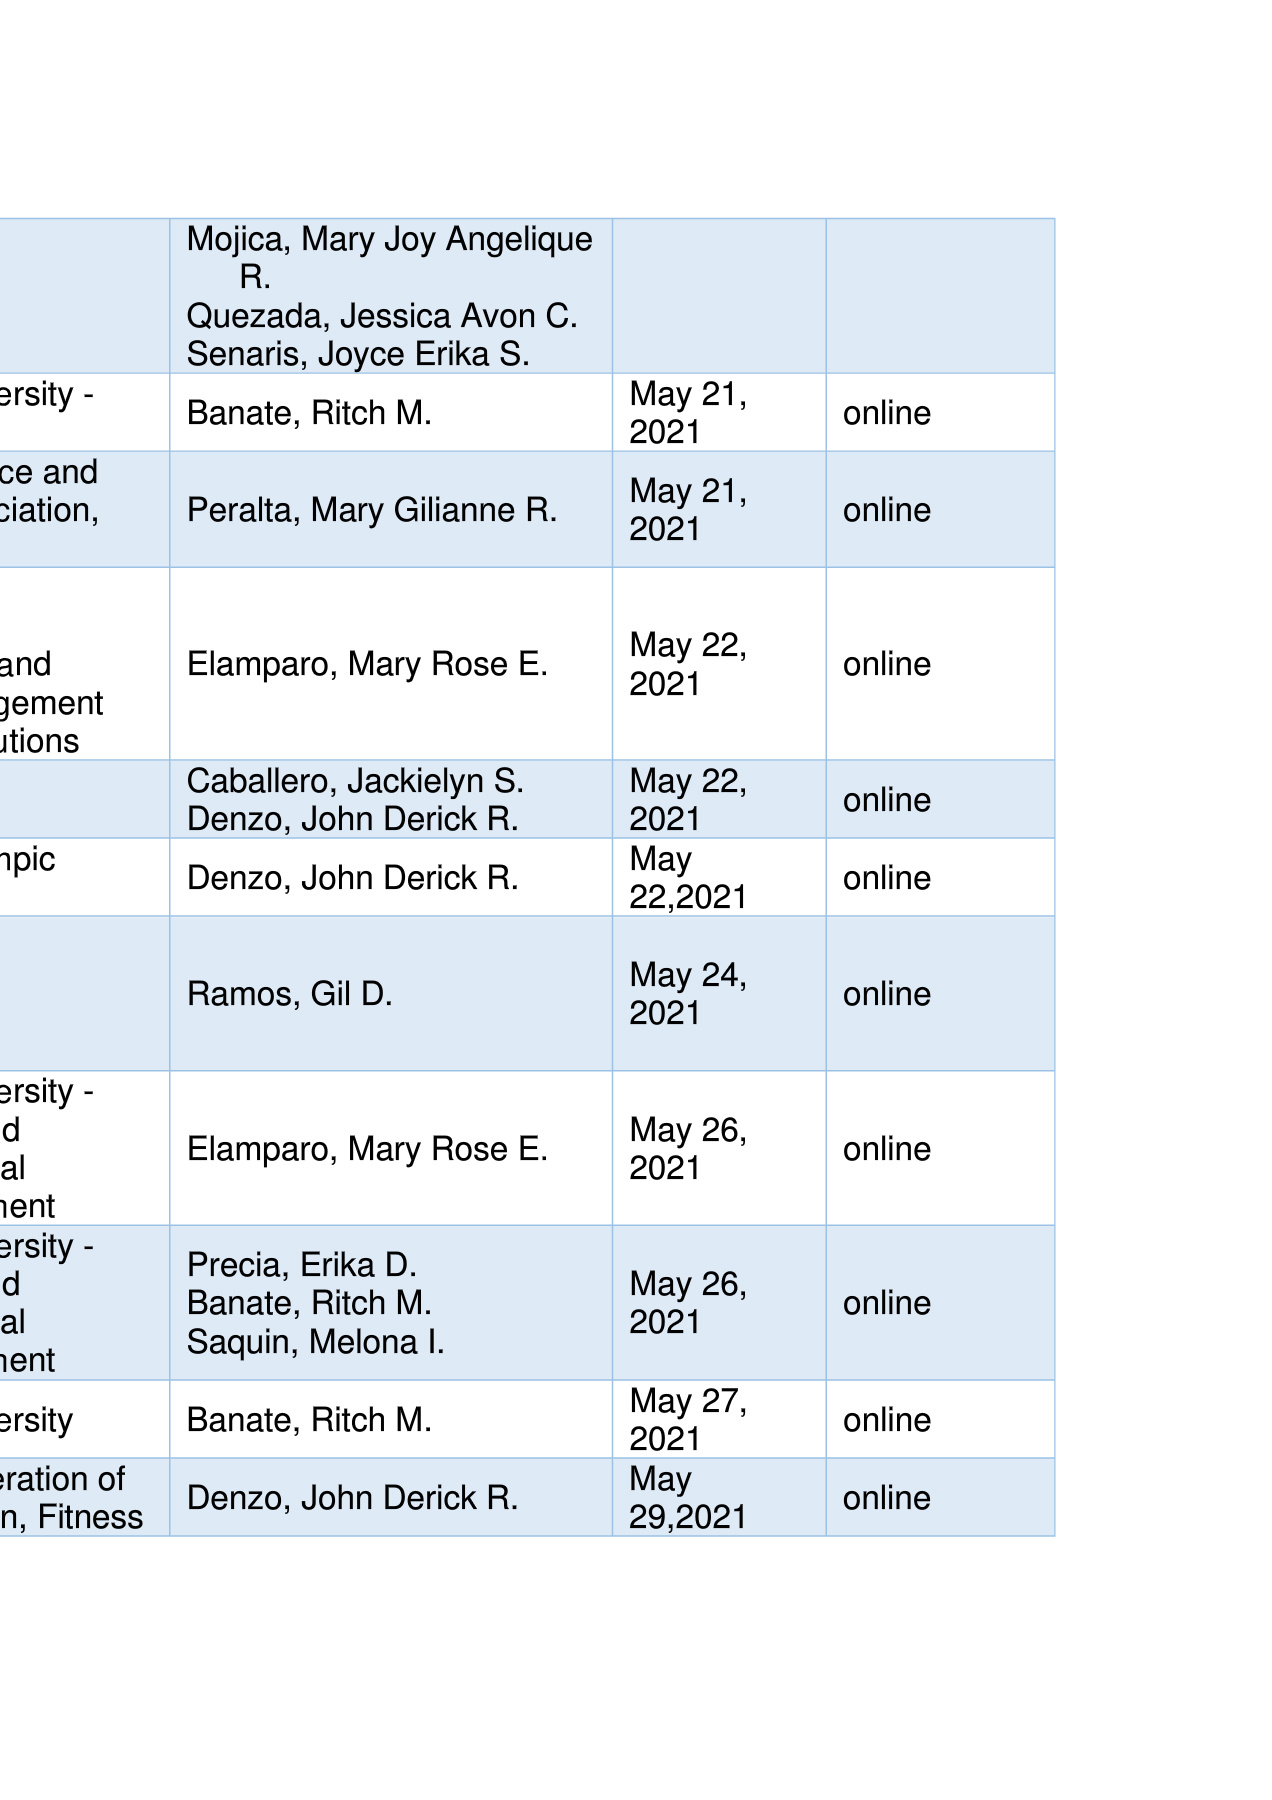 Mojica, Mary Joy Angelique
R.
Quezada, Jessica Avon C.
Senaris, Joyce Erika S.
ersity -
Banate, Ritch M.
May 21,
2021
online
ce and
ciation,
Peralta, Mary Gilianne R.
May 21,
2021
online
and
gement
utions
Elamparo, Mary Rose E.
May 22,
2021
online
Caballero, Jackielyn S.
Denzo, John Derick R.
May 22,
2021
online
mpic
Denzo, John Derick R.
May
22,2021
online
Ramos, Gil D.
May 24,
2021
online
ersity -
d
al
ment
Elamparo, Mary Rose E.
May 26,
2021
online
ersity -
d
al
ment
Precia, Erika D.
Banate, Ritch M.
Saquin, Melona I.
May 26,
2021
online
ersity
Banate, Ritch M.
May 27,
2021
online
eration of
n, Fitness
Denzo, John Derick R.
May
29,2021
online